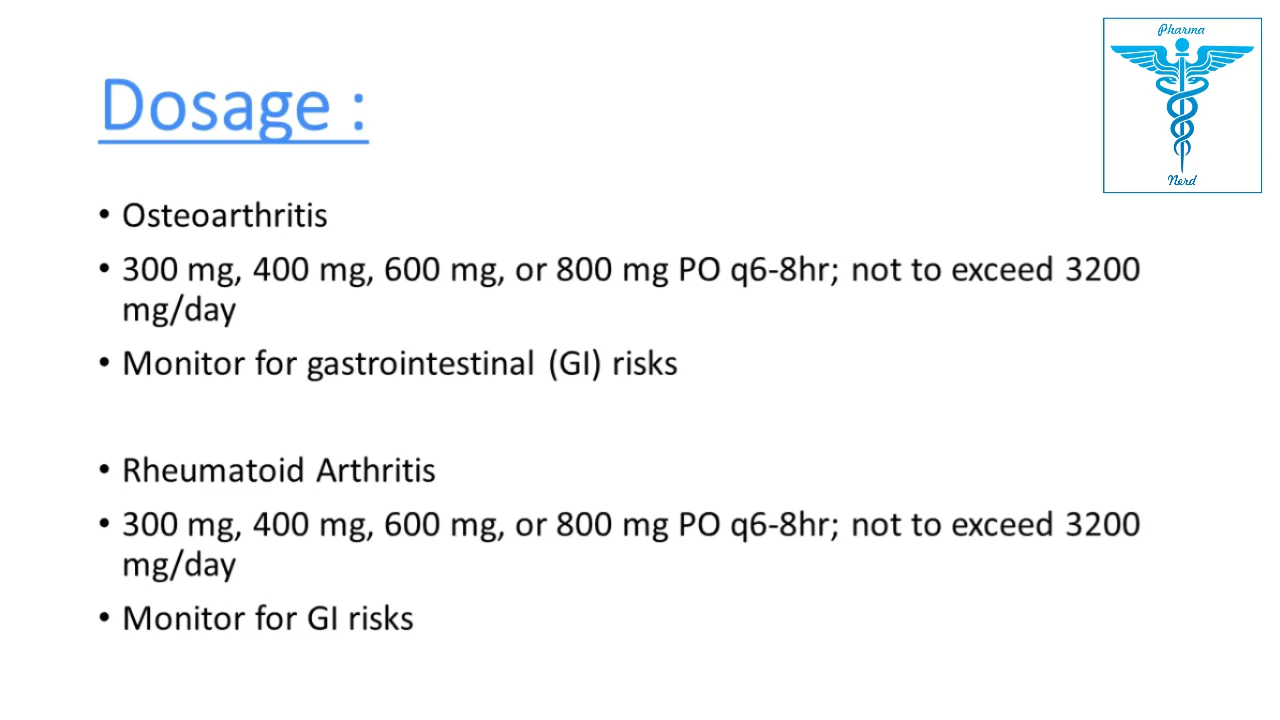 Pharma
Nerd
Dosage :
• Osteoarthritis
• 300 mg, 400 mg, 600 mg, or 800 mg PO q6-8hr; not to exceed 3200
mg/day
• Monitor for gastrointestinal (GI) risks
• Rheumatoid Arthritis
• 300 mg, 400 mg, 600 mg, or 800 mg PO q6-8hr; not to exceed 3200
mg/day
• Monitor for GI risks